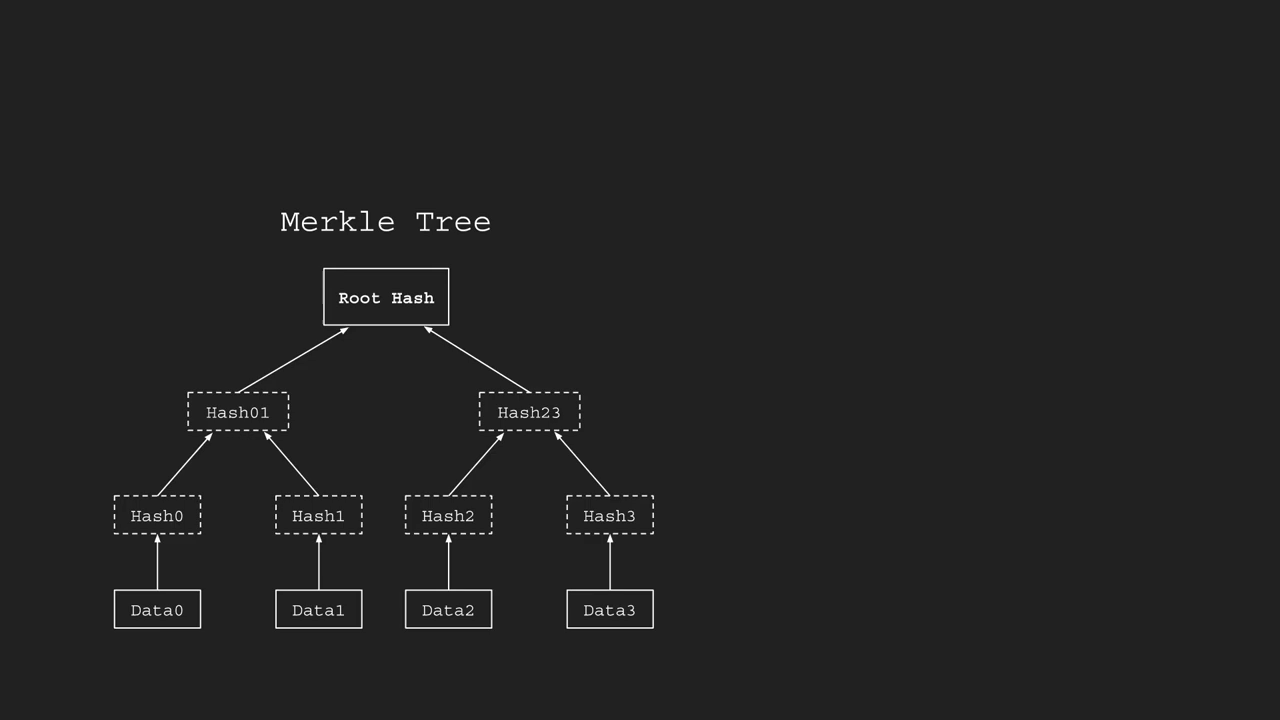 Merkle Tree
Root Hash
Hash01 Hash23
Hash0 Hash1 Hash2 Hash3
Data0 Data1 Data2 Data3